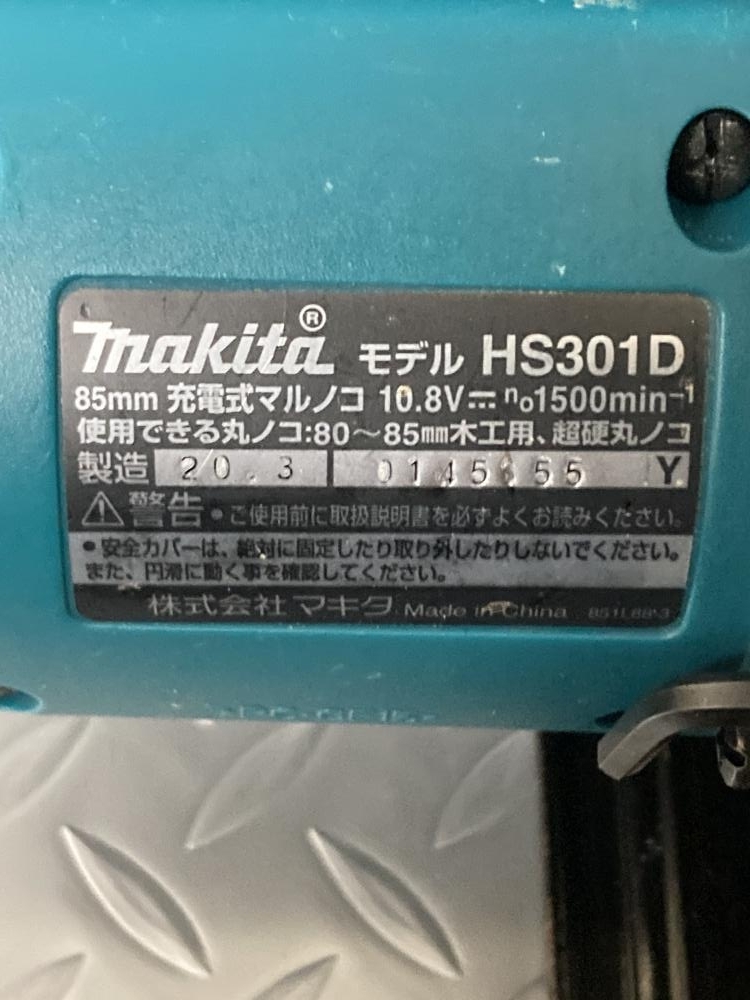 makita® モデル HS301D
85mm 充電式マルノコ 10.8V⎓ n₀1500min⁻¹
使用できる丸ノコ:80～85mm木工用、超硬丸ノコ
製造 20.3 Y
⚠警告 •ご使用前に取扱説明書を必ずよくお読みください。
•安全カバーは、絶対に固定したり取り外したりしないでください。
また、円滑に動く事を確認してください。
株式会社 マキタ Made in China